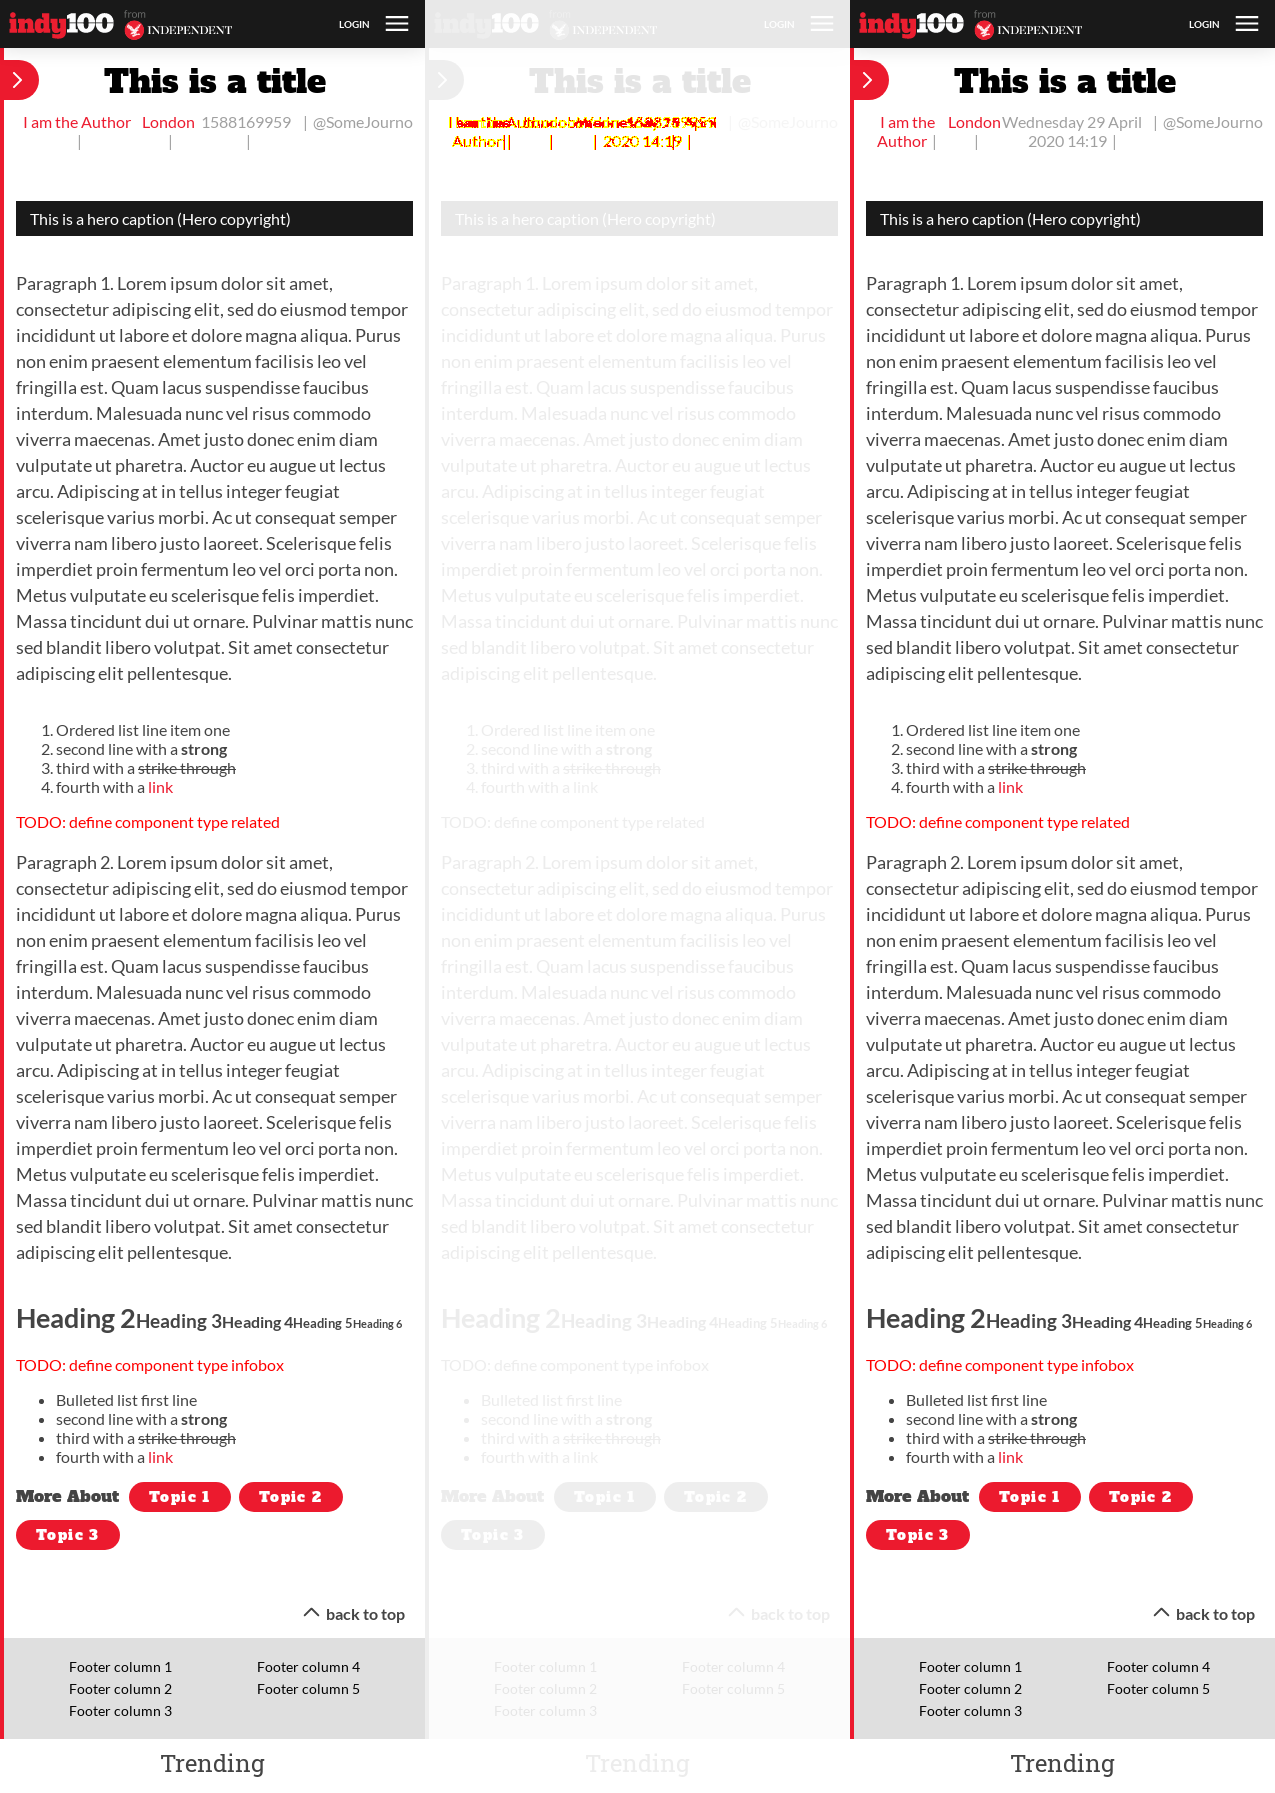 indy100 from INDEPENDENT LOGIN
This is a title
I am the Author London 1588169959 | @SomeJourno
| | |
This is a hero caption (Hero copyright)
Paragraph 1. Lorem ipsum dolor sit amet,
consectetur adipiscing elit, sed do eiusmod tempor
incididunt ut labore et dolore magna aliqua. Purus
non enim praesent elementum facilisis leo vel
fringilla est. Quam lacus suspendisse faucibus
interdum. Malesuada nunc vel risus commodo
viverra maecenas. Amet justo donec enim diam
vulputate ut pharetra. Auctor eu augue ut lectus
arcu. Adipiscing at in tellus integer feugiat
scelerisque varius morbi. Ac ut consequat semper
viverra nam libero justo laoreet. Scelerisque felis
imperdiet proin fermentum leo vel orci porta non.
Metus vulputate eu scelerisque felis imperdiet.
Massa tincidunt dui ut ornare. Pulvinar mattis nunc
sed blandit libero volutpat. Sit amet consectetur
adipiscing elit pellentesque.
1. Ordered list line item one
2. second line with a strong
3. third with a strike through
4. fourth with a link
TODO: define component type related
Paragraph 2. Lorem ipsum dolor sit amet,
consectetur adipiscing elit, sed do eiusmod tempor
incididunt ut labore et dolore magna aliqua. Purus
non enim praesent elementum facilisis leo vel
fringilla est. Quam lacus suspendisse faucibus
interdum. Malesuada nunc vel risus commodo
viverra maecenas. Amet justo donec enim diam
vulputate ut pharetra. Auctor eu augue ut lectus
arcu. Adipiscing at in tellus integer feugiat
scelerisque varius morbi. Ac ut consequat semper
viverra nam libero justo laoreet. Scelerisque felis
imperdiet proin fermentum leo vel orci porta non.
Metus vulputate eu scelerisque felis imperdiet.
Massa tincidunt dui ut ornare. Pulvinar mattis nunc
sed blandit libero volutpat. Sit amet consectetur
adipiscing elit pellentesque.
Heading 2Heading 3Heading 4Heading 5Heading 6
TODO: define component type infobox
• Bulleted list first line
• second line with a strong
• third with a strike through
• fourth with a link
More About Topic 1 Topic 2
Topic 3
back to top
Footer column 1 Footer column 4
Footer column 2 Footer column 5
Footer column 3
Trending
indy100 from INDEPENDENT LOGIN
This is a title
| @SomeJourno
Author 2020 14:19 |
This is a hero caption (Hero copyright)
Paragraph 1. Lorem ipsum dolor sit amet,
consectetur adipiscing elit, sed do eiusmod tempor
incididunt ut labore et dolore magna aliqua. Purus
non enim praesent elementum facilisis leo vel
fringilla est. Quam lacus suspendisse faucibus
interdum. Malesuada nunc vel risus commodo
viverra maecenas. Amet justo donec enim diam
vulputate ut pharetra. Auctor eu augue ut lectus
arcu. Adipiscing at in tellus integer feugiat
scelerisque varius morbi. Ac ut consequat semper
viverra nam libero justo laoreet. Scelerisque felis
imperdiet proin fermentum leo vel orci porta non.
Metus vulputate eu scelerisque felis imperdiet.
Massa tincidunt dui ut ornare. Pulvinar mattis nunc
sed blandit libero volutpat. Sit amet consectetur
adipiscing elit pellentesque.
1. Ordered list line item one
2. second line with a strong
3. third with a strike through
4. fourth with a link
TODO: define component type related
Paragraph 2. Lorem ipsum dolor sit amet,
consectetur adipiscing elit, sed do eiusmod tempor
incididunt ut labore et dolore magna aliqua. Purus
non enim praesent elementum facilisis leo vel
fringilla est. Quam lacus suspendisse faucibus
interdum. Malesuada nunc vel risus commodo
viverra maecenas. Amet justo donec enim diam
vulputate ut pharetra. Auctor eu augue ut lectus
arcu. Adipiscing at in tellus integer feugiat
scelerisque varius morbi. Ac ut consequat semper
viverra nam libero justo laoreet. Scelerisque felis
imperdiet proin fermentum leo vel orci porta non.
Metus vulputate eu scelerisque felis imperdiet.
Massa tincidunt dui ut ornare. Pulvinar mattis nunc
sed blandit libero volutpat. Sit amet consectetur
adipiscing elit pellentesque.
Heading 2Heading 3Heading 4Heading 5Heading 6
TODO: define component type infobox
• Bulleted list first line
• second line with a strong
• third with a strike through
• fourth with a link
More About Topic 1 Topic 2
Topic 3
back to top
Footer column 1 Footer column 4
Footer column 2 Footer column 5
Footer column 3
Trending
indy100 from INDEPENDENT LOGIN
This is a title
I am the London Wednesday 29 April | @SomeJourno
Author | | 2020 14:19 |
This is a hero caption (Hero copyright)
Paragraph 1. Lorem ipsum dolor sit amet,
consectetur adipiscing elit, sed do eiusmod tempor
incididunt ut labore et dolore magna aliqua. Purus
non enim praesent elementum facilisis leo vel
fringilla est. Quam lacus suspendisse faucibus
interdum. Malesuada nunc vel risus commodo
viverra maecenas. Amet justo donec enim diam
vulputate ut pharetra. Auctor eu augue ut lectus
arcu. Adipiscing at in tellus integer feugiat
scelerisque varius morbi. Ac ut consequat semper
viverra nam libero justo laoreet. Scelerisque felis
imperdiet proin fermentum leo vel orci porta non.
Metus vulputate eu scelerisque felis imperdiet.
Massa tincidunt dui ut ornare. Pulvinar mattis nunc
sed blandit libero volutpat. Sit amet consectetur
adipiscing elit pellentesque.
1. Ordered list line item one
2. second line with a strong
3. third with a strike through
4. fourth with a link
TODO: define component type related
Paragraph 2. Lorem ipsum dolor sit amet,
consectetur adipiscing elit, sed do eiusmod tempor
incididunt ut labore et dolore magna aliqua. Purus
non enim praesent elementum facilisis leo vel
fringilla est. Quam lacus suspendisse faucibus
interdum. Malesuada nunc vel risus commodo
viverra maecenas. Amet justo donec enim diam
vulputate ut pharetra. Auctor eu augue ut lectus
arcu. Adipiscing at in tellus integer feugiat
scelerisque varius morbi. Ac ut consequat semper
viverra nam libero justo laoreet. Scelerisque felis
imperdiet proin fermentum leo vel orci porta non.
Metus vulputate eu scelerisque felis imperdiet.
Massa tincidunt dui ut ornare. Pulvinar mattis nunc
sed blandit libero volutpat. Sit amet consectetur
adipiscing elit pellentesque.
Heading 2Heading 3Heading 4Heading 5Heading 6
TODO: define component type infobox
• Bulleted list first line
• second line with a strong
• third with a strike through
• fourth with a link
More About Topic 1 Topic 2
Topic 3
back to top
Footer column 1 Footer column 4
Footer column 2 Footer column 5
Footer column 3
Trending